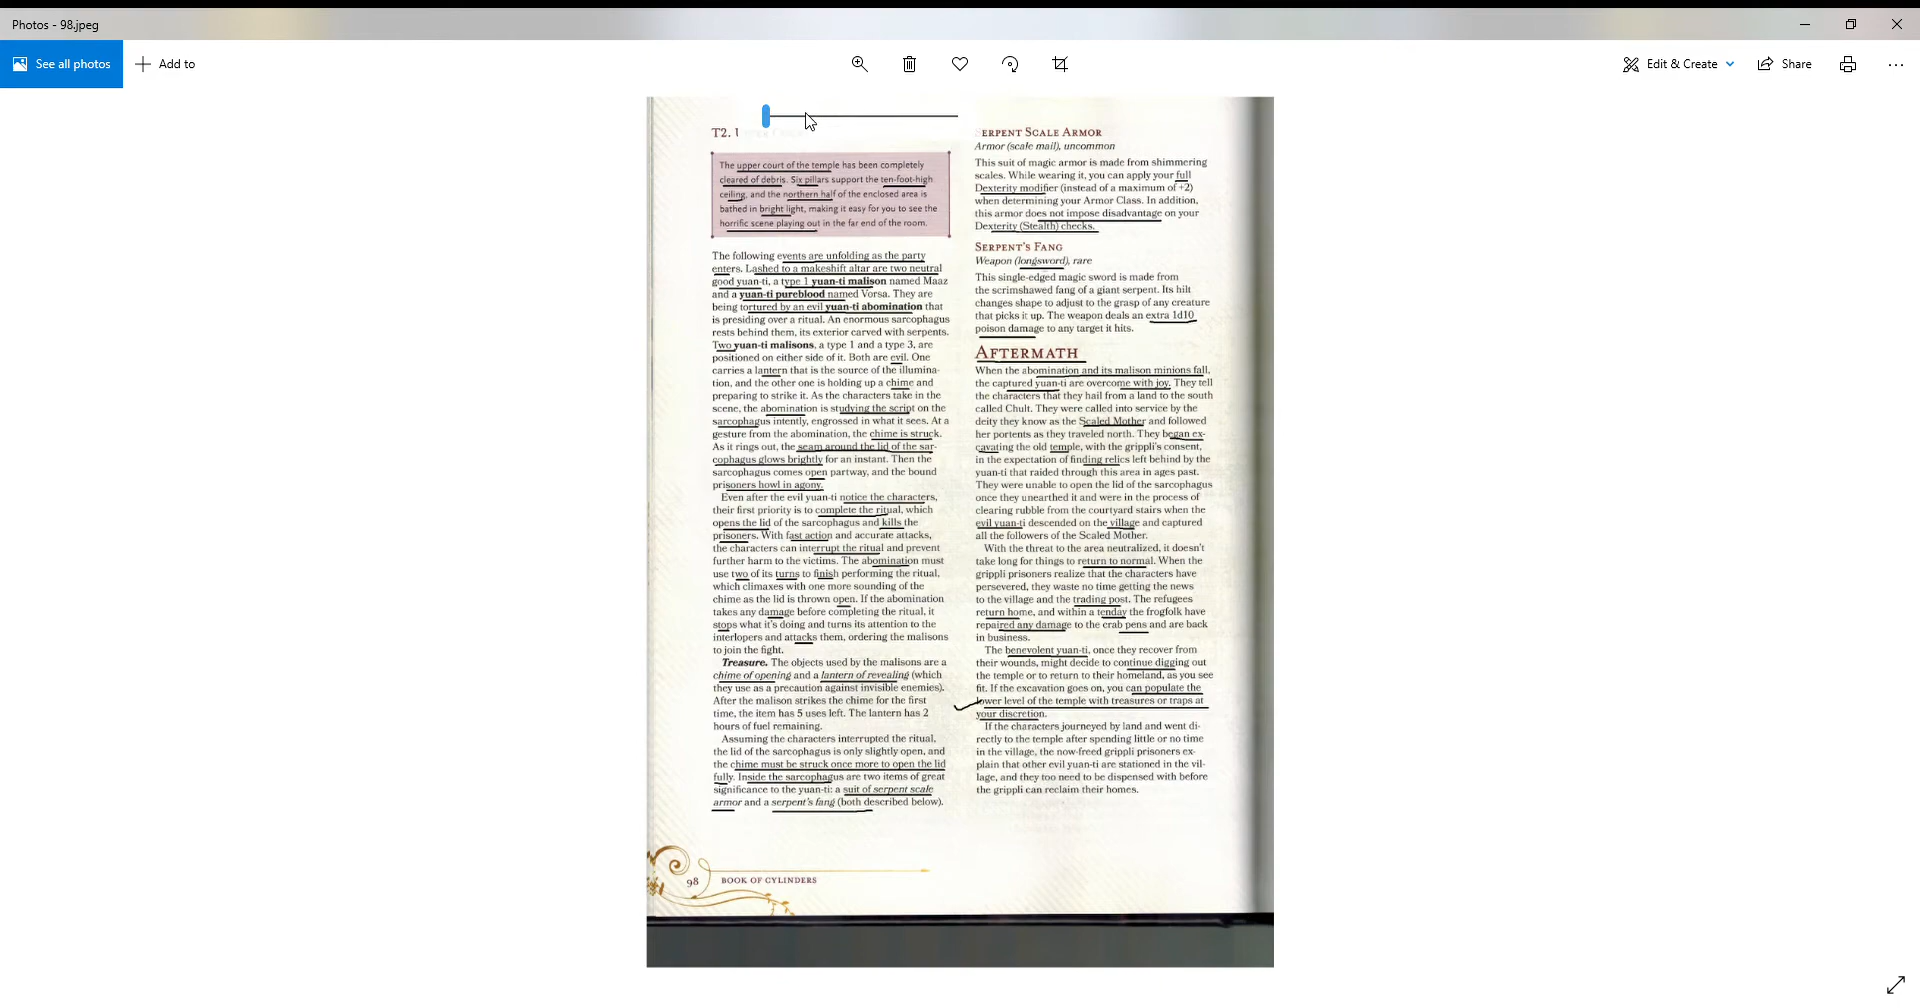 Photos - 98.jpeg
See all photos
Add to
Edit & Create
Share
T2.
The upper court of the temple has been completely
cleared of debris. Six pillars support the ten-foot-high
ceiling, and the northern half of the enclosed area is
bathed in bright light, making it easy for you to see the
horrific scene playing out in the far end of the room.
The following events are unfolding as the party
enters. Lashed to a makeshift altar are two neutral
good yuan-ti, a type 1 yuan-ti malison named Maaz
and a yuan-ti pureblood named Vorsa. They are
being tortured by an evil yuan-ti abomination that
is presiding over a ritual. An enormous sarcophagus
rests behind them, its exterior carved with serpents.
Two yuan-ti malisons, a type 1 and a type 3, are
positioned on either side of it. Both are evil. One
carries a lantern that is the source of the illumina-
tion, and the other one is holding up a chime and
preparing to strike it. As the characters take in the
scene, the abomination is studying the script on the
sarcophagus intently, engrossed in what it sees. At a
gesture from the abomination, the chime is struck.
As it rings out, the seam around the lid of the sar-
cophagus glows brightly for an instant. Then the
sarcophagus comes open partway, and the bound
prisoners howl in agony.
Even after the evil yuan-ti notice the characters,
their first priority is to complete the ritual, which
opens the lid of the sarcophagus and kills the
prisoners. With fast action and accurate attacks,
the characters can interrupt the ritual and prevent
further harm to the victims. The abomination must
use two of its turns to finish performing the ritual,
which climaxes with one more sounding of the
chime as the lid is thrown open. If the abomination
takes any damage before completing the ritual, it
stops what it's doing and turns its attention to the
interlopers and attacks them, ordering the malisons
to join the fight.
Treasure. The objects used by the malisons are a
chime of opening and a lantern of revealing (which
they use as a precaution against invisible enemies).
After the malison strikes the chime for the first
time, the item has 5 uses left. The lantern has 2
hours of fuel remaining.
Assuming the characters interrupted the ritual,
the lid of the sarcophagus is only slightly open, and
the chime must be struck once more to open the lid
fully. Inside the sarcophagus are two items of great
significance to the yuan-ti: a suit of serpent scale
armor and a serpent's fang (both described below).
98 BOOK OF CYLINDERS
ERPENT SCALE ARMOR
Armor (scale mail), uncommon
This suit of magic armor is made from shimmering
scales. While wearing it, you can apply your full
Dexterity modifier (instead of a maximum of +2)
when determining your Armor Class. In addition,
this armor does not impose disadvantage on your
Dexterity (Stealth) checks.
SERPENT'S FANG
Weapon (longsword), rare
This single-edged magic sword is made from
the scrimshawed fang of a giant serpent. Its hilt
changes shape to adjust to the grasp of any creature
that picks it up. The weapon deals an extra 1d10
poison damage to any target it hits.
AFTERMATH
When the abomination and its malison minions fall,
the captured yuan-ti are overcome with joy. They tell
the characters that they hail from a land to the south
called Chult. They were called into service by the
deity they know as the Scaled Mother and followed
her portents as they traveled north. They began ex-
cavating the old temple, with the grippli's consent,
in the expectation of finding relics left behind by the
yuan-ti that raided through this area in ages past.
They were unable to open the lid of the sarcophagus
once they unearthed it and were in the process of
clearing rubble from the courtyard stairs when the
evil yuan-ti descended on the village and captured
all the followers of the Scaled Mother.
With the threat to the area neutralized, it doesn't
take long for things to return to normal. When the
grippli prisoners realize that the characters have
persevered, they waste no time getting the news
to the village and the trading post. The refugees
return home, and within a tenday the frogfolk have
repaired any damage to the crab pens and are back
in business.
The benevolent yuan-ti, once they recover from
their wounds, might decide to continue digging out
the temple or to return to their homeland, as you see
fit. If the excavation goes on, you can populate the
lower level of the temple with treasures or traps at
your discretion.
If the characters journeyed by land and went di-
rectly to the temple after spending little or no time
in the village, the now-freed grippli prisoners ex-
plain that other evil yuan-ti are stationed in the vil-
lage, and they too need to be dispensed with before
the grippli can reclaim their homes.